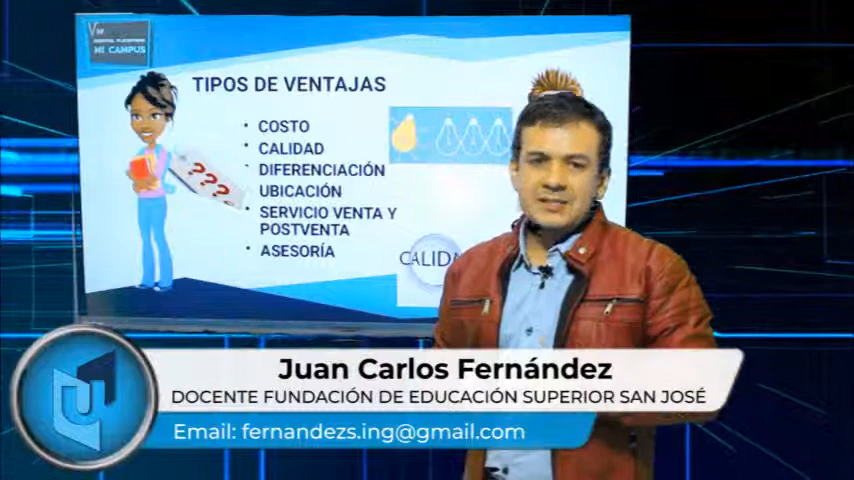 MI CAMPUS
TIPOS DE VENTAJAS
• COSTO
• CALIDAD
• DIFERENCIACIÓN
UBICACIÓN
• SERVICIO VENTA Y
POSTVENTA
• ASESORÍA
???
CALID
Juan Carlos Fernández
DOCENTE FUNDACIÓN DE EDUCACIÓN SUPERIOR SAN JOSÉ
Email: fernandezs.ing@gmail.com